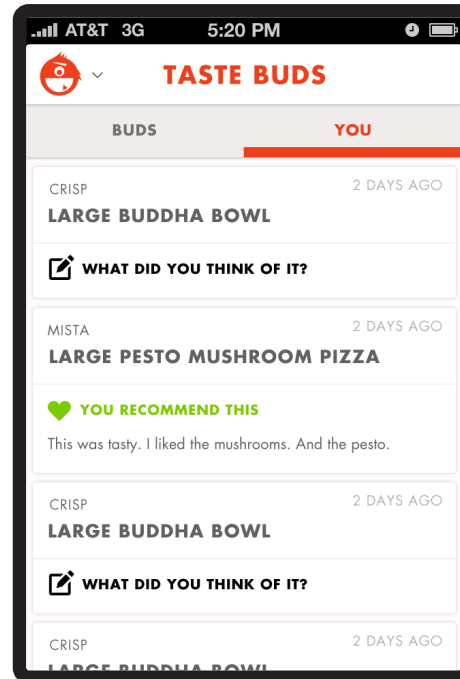 AT&T 3G 5:20 PM
TASTE BUDS
BUDS YOU
CRISP 2 DAYS AGO
LARGE BUDDHA BOWL
WHAT DID YOU THINK OF IT?
MISTA 2 DAYS AGO
LARGE PESTO MUSHROOM PIZZA
YOU RECOMMEND THIS
This was tasty. I liked the mushrooms. And the pesto.
CRISP 2 DAYS AGO
LARGE BUDDHA BOWL
WHAT DID YOU THINK OF IT?
CRISP 2 DAYS AGO
LARGE BUDDHA BOWL